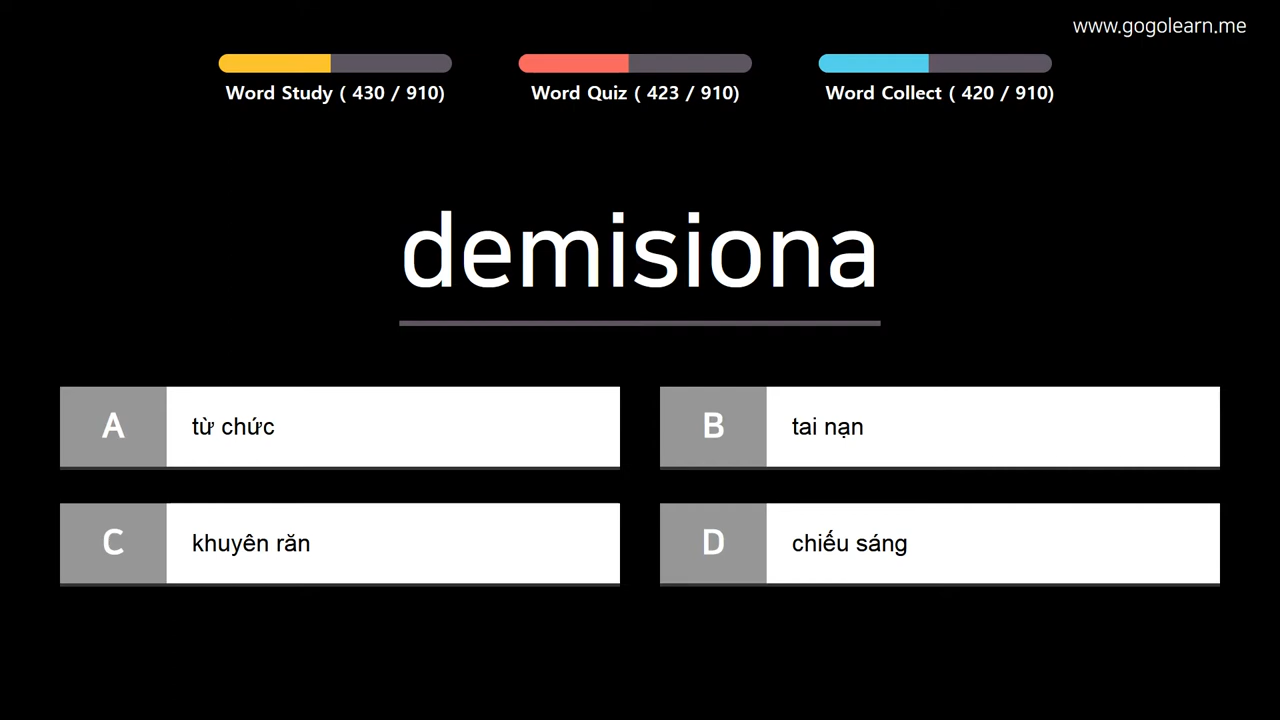 www.gogolearn.me
Word Study ( 430 / 910)
Word Quiz ( 423 / 910)
Word Collect ( 420 / 910)
demisiona
A từ chức
B tai nạn
C khuyên răn
D chiếu sáng